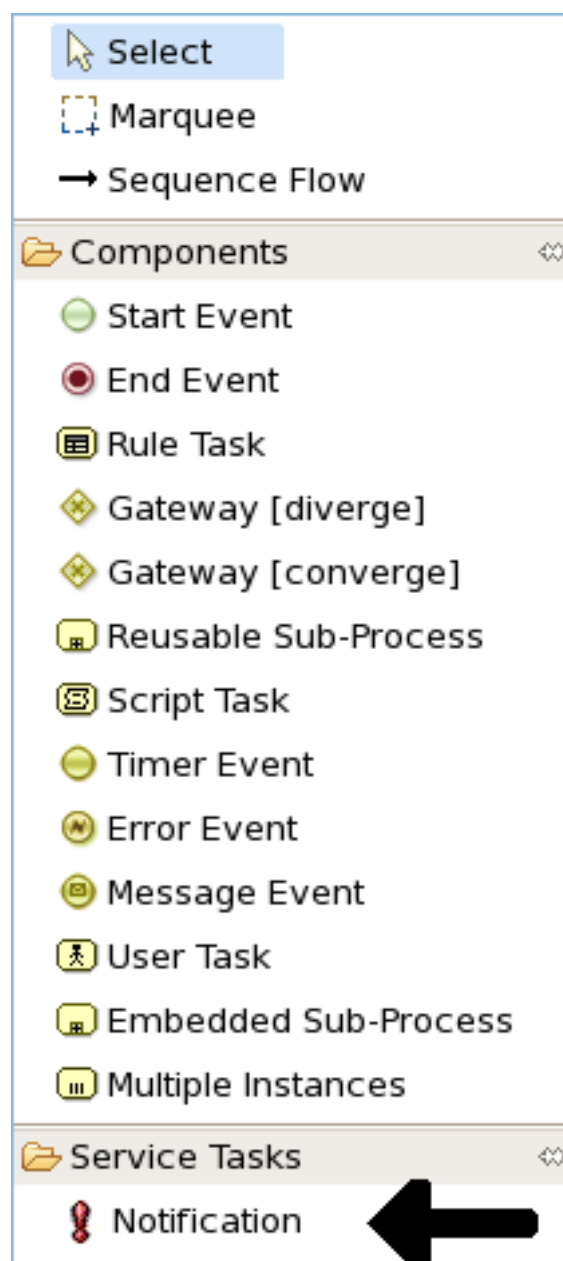 Select
Marquee
Sequence Flow
Components
Start Event
End Event
Rule Task
Gateway [diverge]
Gateway [converge]
Reusable Sub-Process
Script Task
Timer Event
Error Event
Message Event
User Task
Embedded Sub-Process
Multiple Instances
Service Tasks
Notification